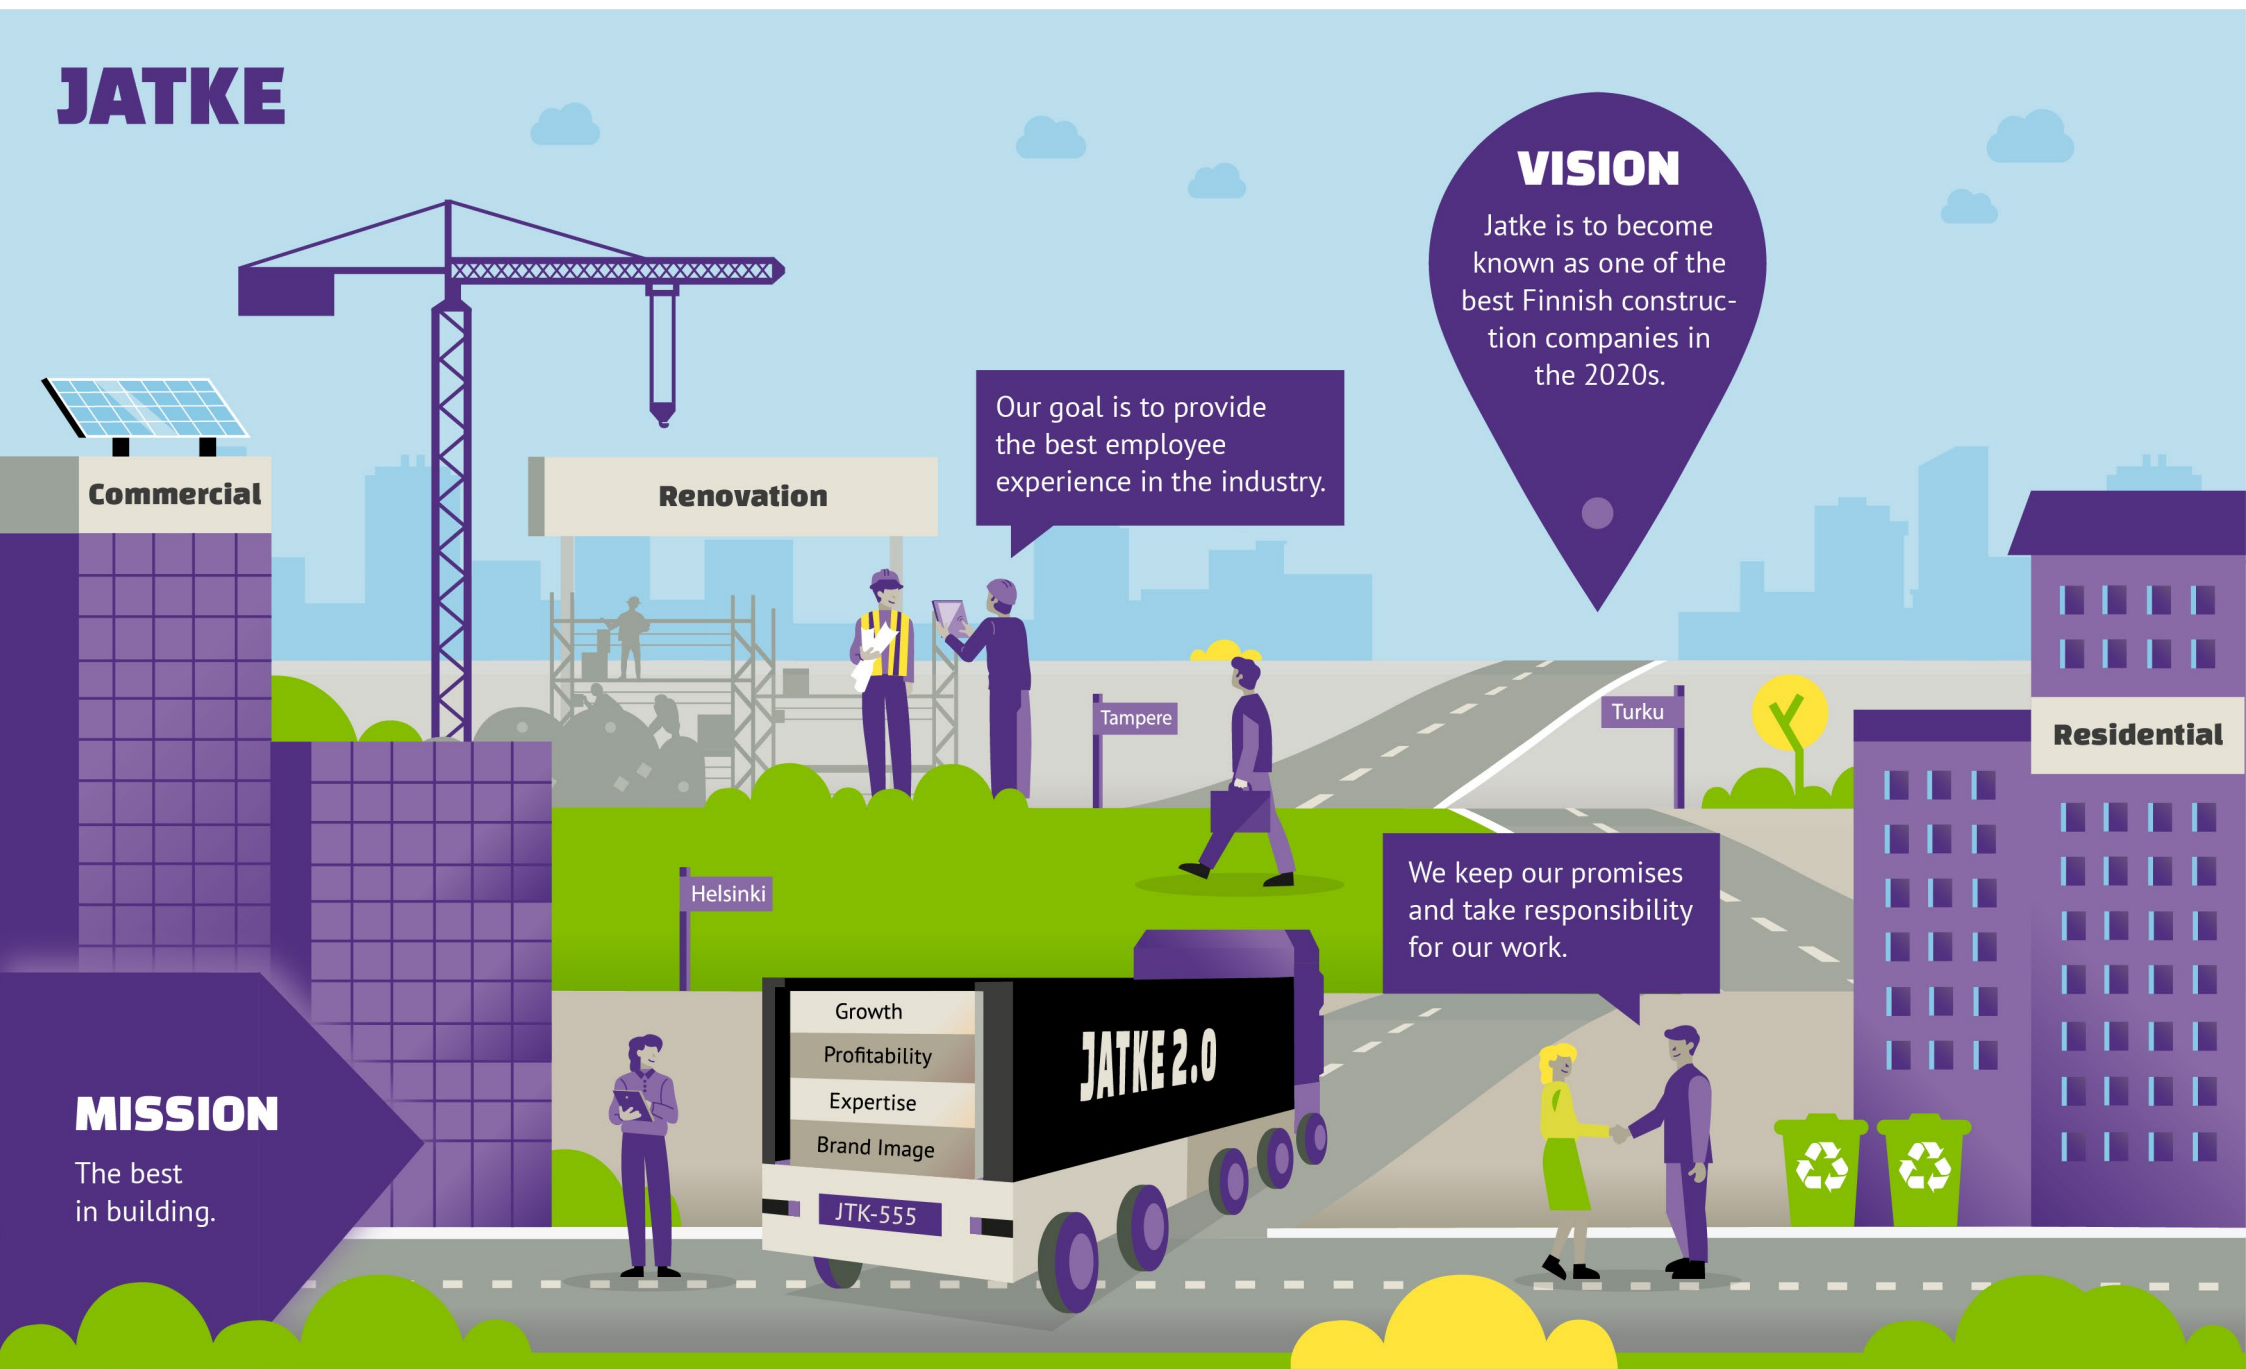 JATKE
VISION
Jatke is to become
known as one of the
best Finnish construc-
tion companies in
the 2020s.
Our goal is to provide
the best employee
experience in the industry.
Commercial
Renovation
Tampere
Turku
Residential
We keep our promises
and take responsibility
for our work.
Helsinki
Growth
Profitability
Expertise
Brand Image
JATKE 2.0
JTK-555
MISSION
The best
in building.